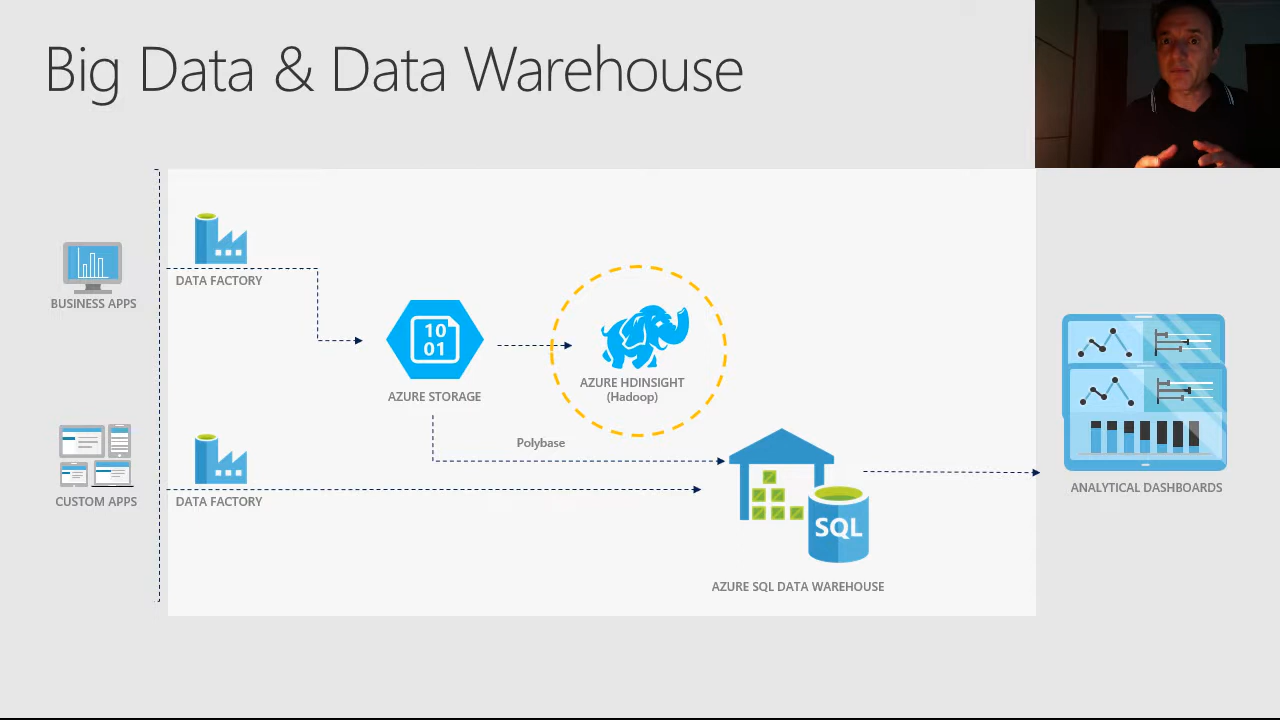 Big Data & Data Warehouse
DATA FACTORY
BUSINESS APPS
10
01
AZURE STORAGE
AZURE HDINSIGHT
(Hadoop)
Polybase
CUSTOM APPS
DATA FACTORY
SQL
AZURE SQL DATA WAREHOUSE
ANALYTICAL DASHBOARDS